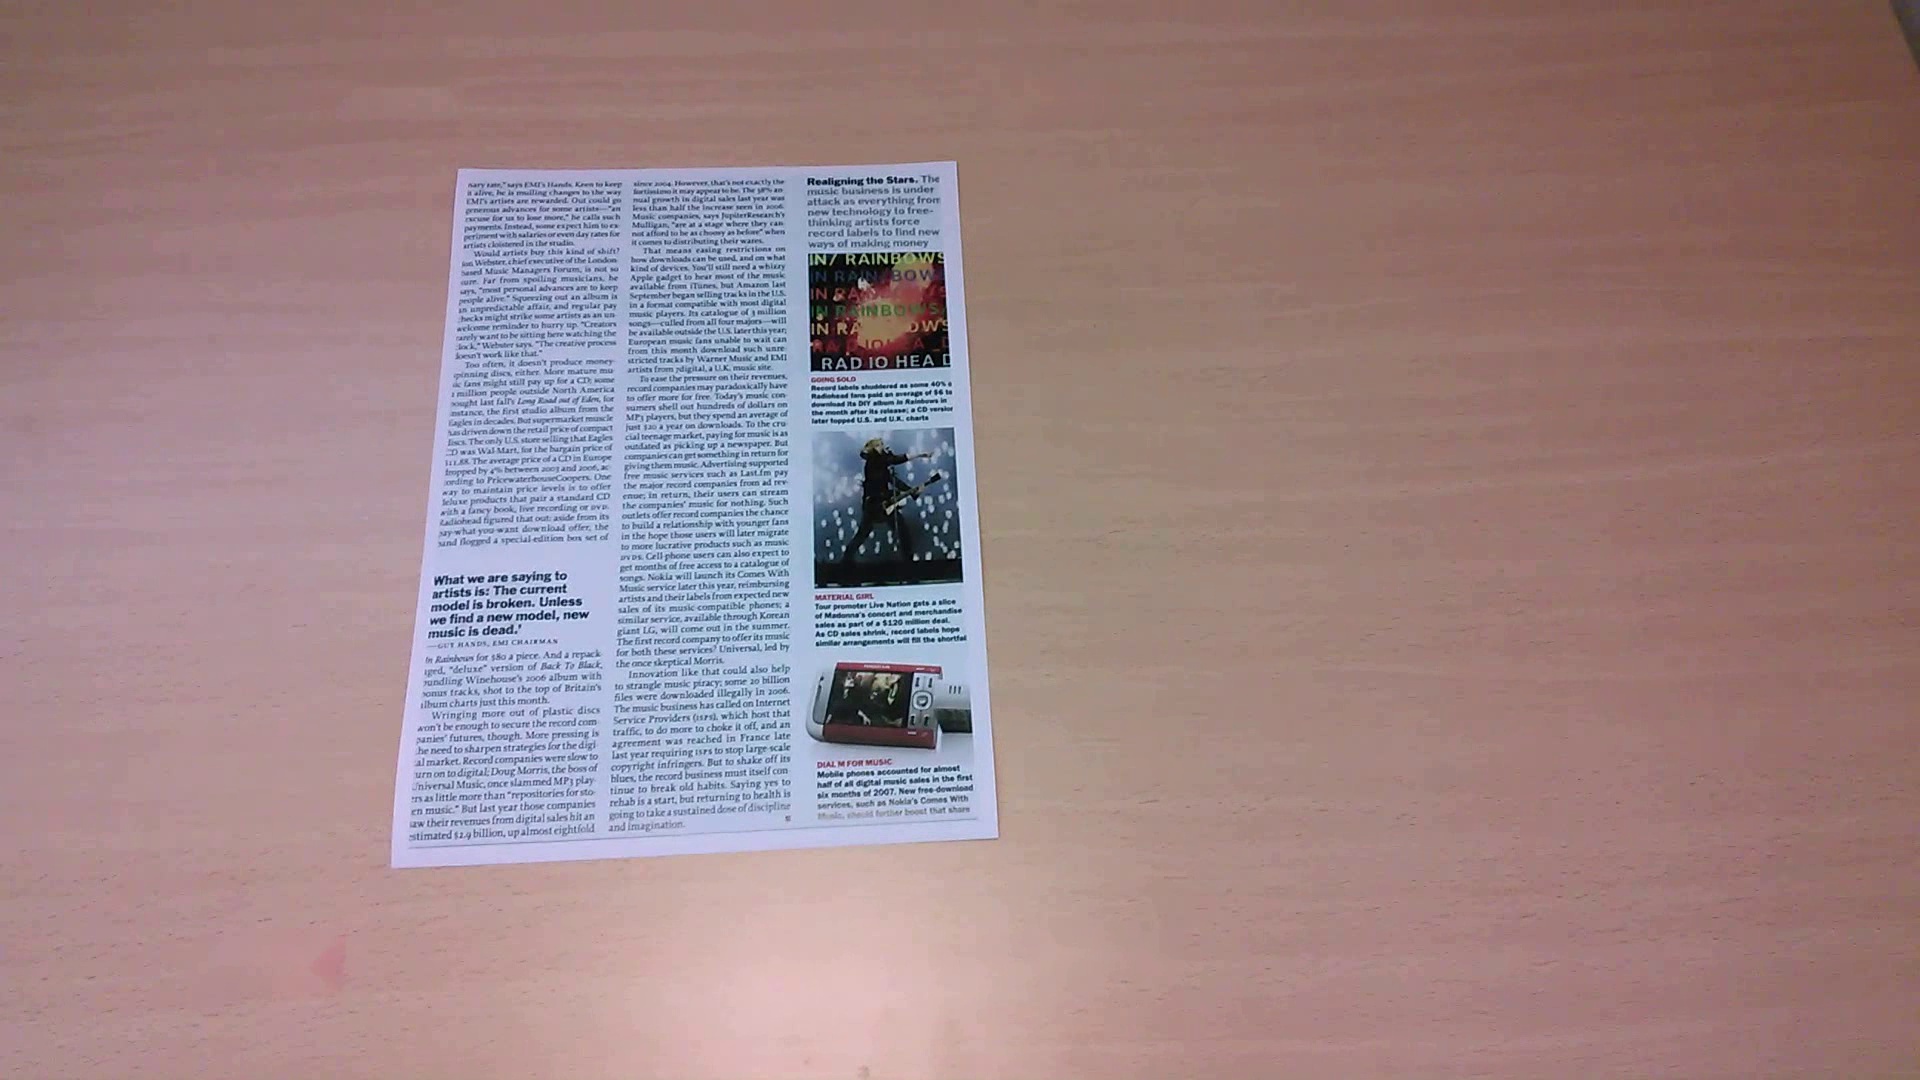 nary rate," says EMI's Hands. Keen to keep
it alive, he is mulling changes to the way
EMI's artists are rewarded. Out could go
generous advances for some artists—"an
excuse for us to lose more," he calls such
payments. Instead, some expect him to ex-
periment with salaries or even day rates for
artists cloistered in the studio.
Would artists buy this kind of shift?
Jon Webster, chief executive of the London
based Music Managers Forum, is not so
sure. Far from spoiling musicians, he
says, "most personal advances are to keep
people alive." Squeezing out an album is
an unpredictable affair, and regular pay
checks might strike some artists as an un-
welcome reminder to hurry up. "Creators
rarely want to be sitting here watching the
clock," Webster says. "The creative process
doesn't work like that."
Too often, it doesn't produce money-
spinning discs, either. More mature mu-
sic fans might still pay up for a CD; some
million people outside North America
bought last fall's Long Road out of Eden, for
instance, the first studio album from the
Eagles in decades. But supermarket muscle
has driven down the retail price of compact
discs. The only U.S. store selling that Eagles
CD was Wal-Mart, for the bargain price of
$11.88. The average price of a CD in Europe
dropped by 4% between 2003 and 2006, ac-
cording to PricewaterhouseCoopers. One
way to maintain price levels is to offer
deluxe products that pair a standard CD
with a fancy book, live recording or DVD.
Radiohead figured that out: aside from its
pay-what-you-want download offer, the
band flogged a special-edition box set of
What we are saying to
artists is: The current
model is broken. Unless
we find a new model, new
music is dead.'
—GUY HANDS, EMI CHAIRMAN
In Rainbows for $80 a piece. And a repack-
aged, "deluxe" version of Back To Black,
bundling Winehouse's 2006 album with
bonus tracks, shot to the top of Britain's
album charts just this month.
Wringing more out of plastic discs
won't be enough to secure the record com-
panies' futures, though. More pressing is
the need to sharpen strategies for the digi-
tal market. Record companies were slow to
turn on to digital; Doug Morris, the boss of
Universal Music, once slammed MP3 play-
ers as little more than "repositories for sto-
len music." But last year those companies
saw their revenues from digital sales hit an
estimated $2.9 billion, up almost eightfold
since 2004. However, that's not exactly the
fortissimo it may appear to be. The 38% an-
nual growth in digital sales last year was
less than half the increase seen in 2006.
Music companies, says JupiterResearch's
Mulligan, "are at a stage where they can-
not afford to be as choosy as before" when
it comes to distributing their wares.
That means easing restrictions on
how downloads can be used, and on what
kind of devices. You'll still need a whizzy
Apple gadget to hear most of the music
available from iTunes, but Amazon last
September began selling tracks in the U.S.
in a format compatible with most digital
music players. Its catalogue of 3 million
songs—culled from all four majors—will
be available outside the U.S. later this year;
European music fans unable to wait can
from this month download such unre-
stricted tracks by Warner Music and EMI
artists from 7digital, a U.K. music site.
To ease the pressure on their revenues,
record companies may paradoxically have
to offer more for free. Today's music con-
sumers shell out hundreds of dollars on
MP3 players, but they spend an average of
just $20 a year on downloads. To the cru-
cial teenage market, paying for music is as
outdated as picking up a newspaper. But
companies can get something in return for
giving them music. Advertising supported
free music services such as Last.fm pay
the major record companies from ad rev-
enue; in return, their users can stream
the companies' music for nothing. Such
outlets offer record companies the chance
to build a relationship with younger fans
in the hope those users will later migrate
to more lucrative products such as music
DVDs. Cell-phone users can also expect to
get months of free access to a catalogue of
songs. Nokia will launch its Comes With
Music service later this year, reimbursing
artists and their labels from expected new
sales of its music-compatible phones; a
similar service, available through Korean
giant LG, will come out in the summer.
The first record company to offer its music
for both these services? Universal, led by
the once skeptical Morris.
Innovation like that could also help
to strangle music piracy; some 20 billion
files were downloaded illegally in 2006.
The music business has called on Internet
Service Providers (ISPs), which host that
traffic, to do more to choke it off, and an
agreement was reached in France late
last year requiring ISPs to stop large-scale
copyright infringers. But to shake off its
blues, the record business must itself con-
tinue to break old habits. Saying yes to
rehab is a start, but returning to health is
going to take a sustained dose of discipline
and imagination.
Realigning the Stars. The
music business is under
attack as everything from
new technology to free-
thinking artists force
record labels to find new
ways of making money
IN/ RAINBOWS
IN RAIN/BOW
IN RA
IN RAINBOWS
IN RA DOWS
RADIOHEA_D
RAD IO HEA D
GOING SOLO
Record labels shuddered as some 40% o
Radiohead fans paid an average of $6 to
download its DIY album In Rainbows in
the month after its release; a CD version
later topped U.S. and U.K. charts
MATERIAL GIRL
Tour promoter Live Nation gets a slice
of Madonna's concert and merchandise
sales as part of a $120 million deal.
As CD sales shrink, record labels hope
similar arrangements will fill the shortfall
DIAL M FOR MUSIC
Mobile phones accounted for almost
half of all digital music sales in the first
six months of 2007. New free-download
services, such as Nokia's Comes With
Music, should further boost that share